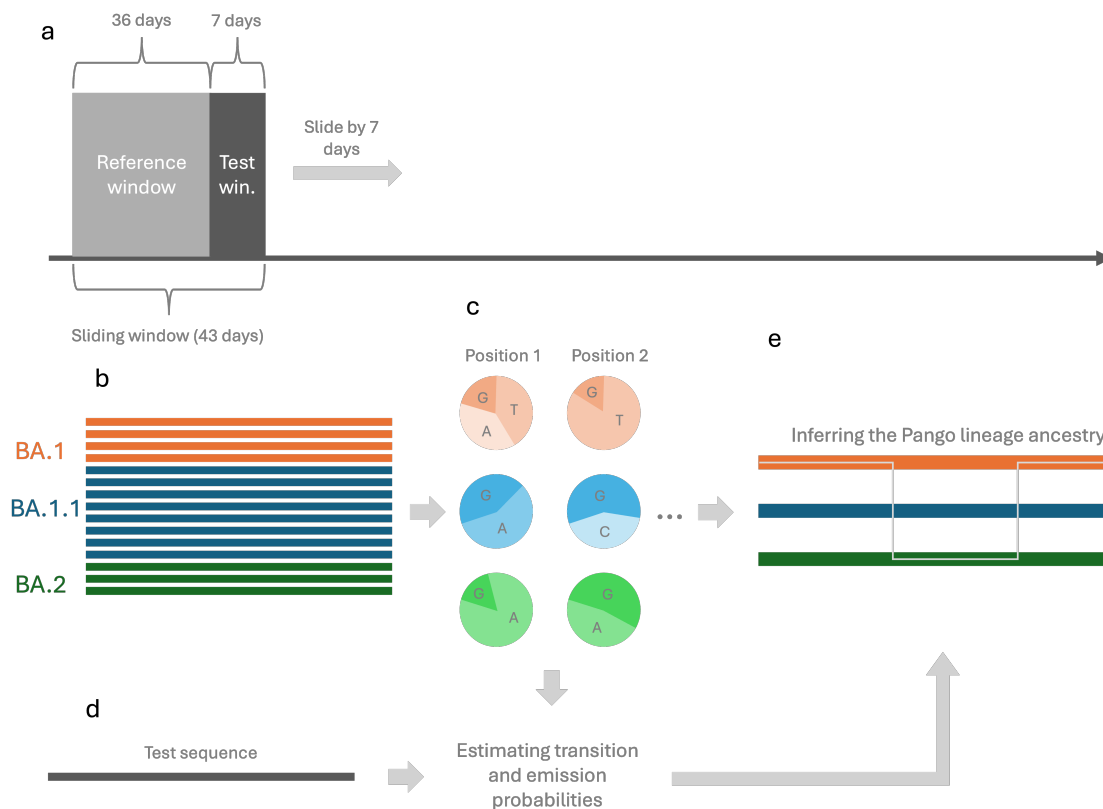 a
36 days
7 days
Reference
window
Test
win.
Slide by 7
days
Sliding window (43 days)
b
BA.1
BA.1.1
BA.2
c
Position 1
Position 2
G
T
A
G
T
G
A
G
C
...
G
A
G
A
d
Test sequence
Estimating transition
and emission
probabilities
e
Inferring the Pango lineage ancestry